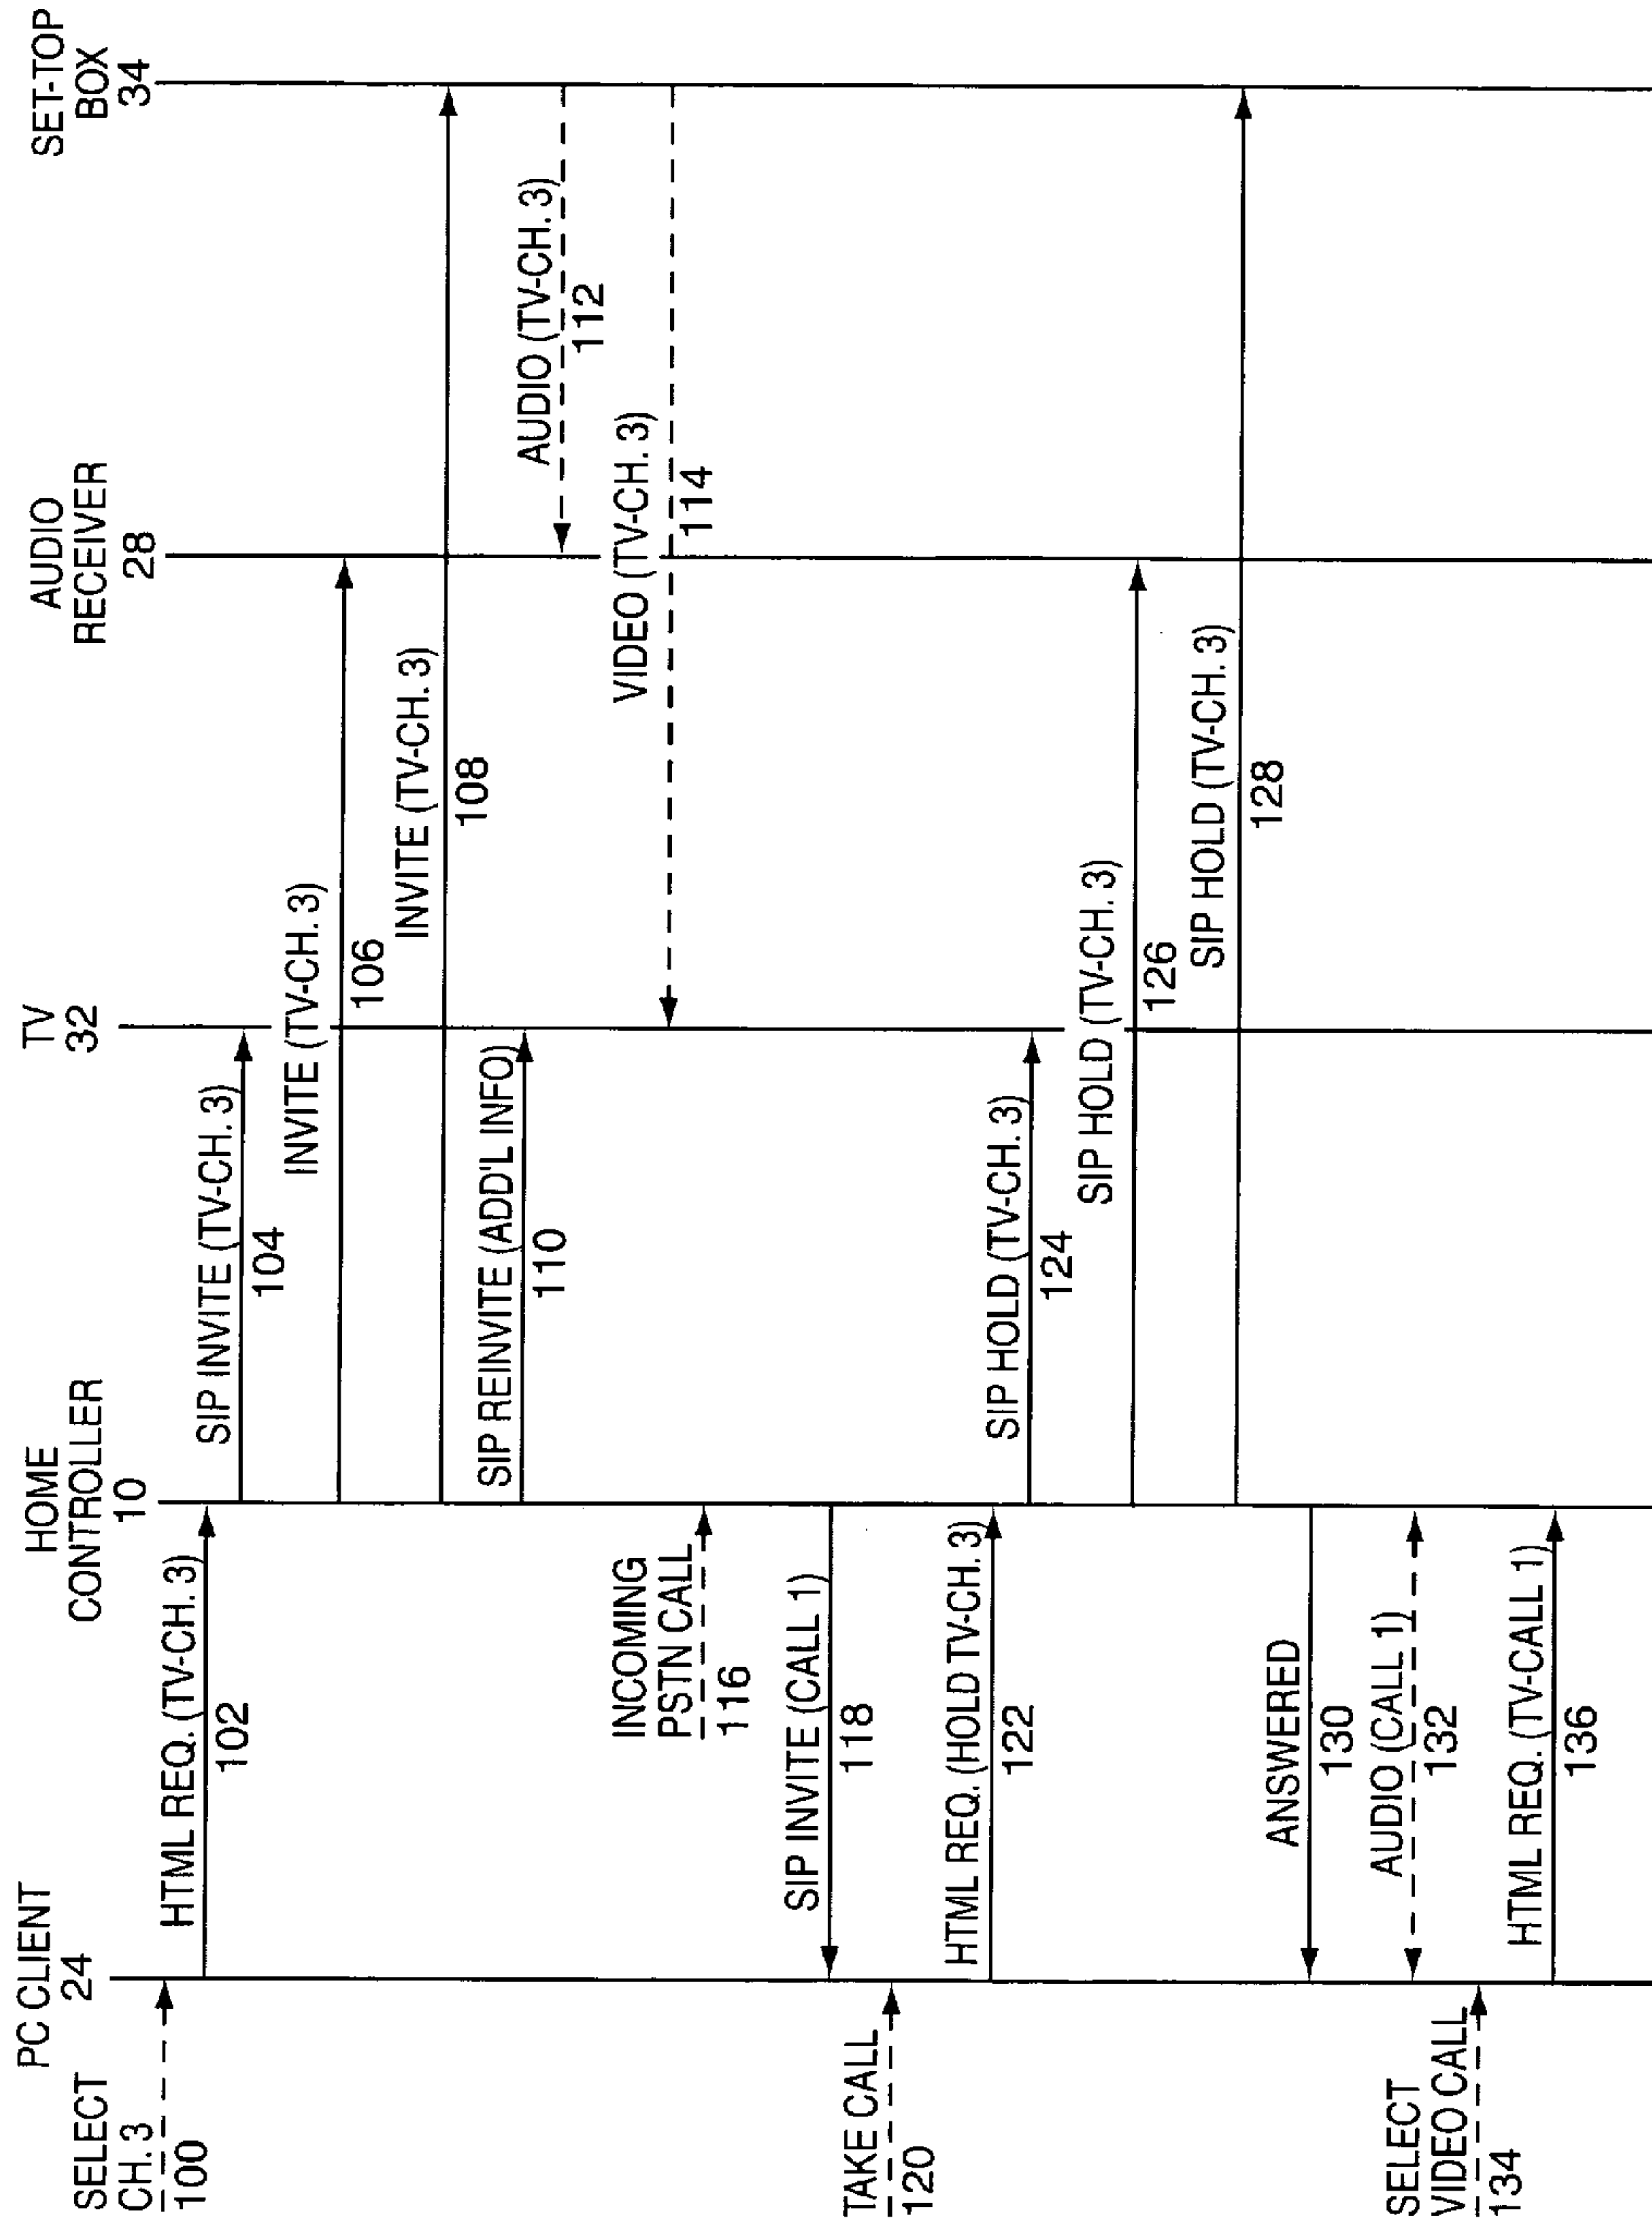 PC CLIENT
24
HOME
CONTROLLER
10
TV
32
AUDIO
RECEIVER
28
SET-TOP
BOX
34
SELECT
CH. 3
100
HTML REQ. (TV-CH. 3)
102
SIP INVITE (TV-CH. 3)
104
INVITE (TV-CH. 3)
106
INVITE (TV-CH. 3)
108
SIP REINVITE (ADD'L INFO)
110
AUDIO (TV-CH. 3)
112
VIDEO (TV-CH. 3)
114
INCOMING
PSTN CALL
116
SIP INVITE (CALL 1)
118
TAKE CALL
120
HTML REQ. (HOLD TV-CH. 3)
122
SIP HOLD (TV-CH. 3)
124
SIP HOLD (TV-CH. 3)
126
SIP HOLD (TV-CH. 3)
128
ANSWERED
130
AUDIO (CALL 1)
132
SELECT
VIDEO CALL
134
HTML REQ. (TV-CALL 1)
136